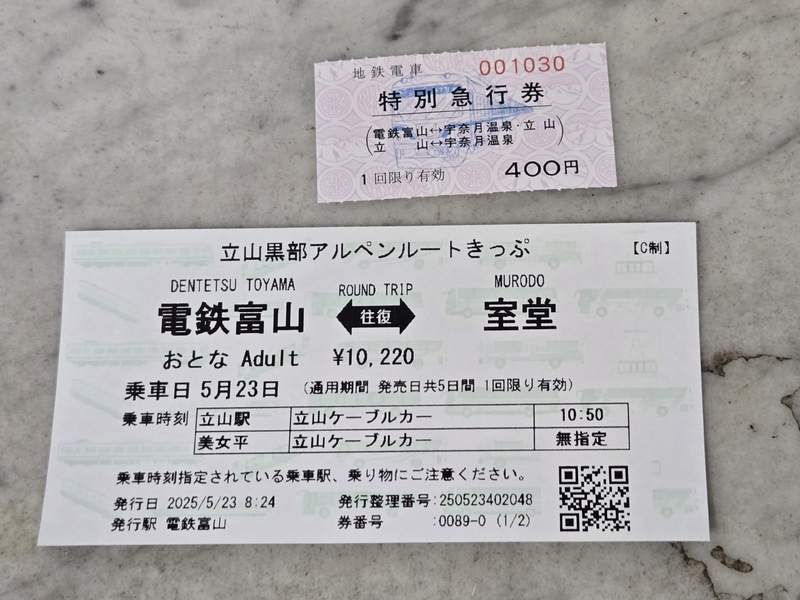 地鉄電車 001030
特別急行券
(電鉄富山↔宇奈月温泉・立山
立山↔宇奈月温泉)
1回限り有効 400円
立山黒部アルペンルートきっぷ 【C制】
DENTETSU TOYAMA ROUND TRIP MURODO
電鉄富山 往復 室堂
おとな Adult ¥10,220
乗車日 5月23日 (通用期間 発売日共5日間 1回限り有効)
乗車時刻 立山駅 立山ケーブルカー 10:50
美女平 立山ケーブルカー 無指定
乗車時刻指定されている乗車駅、乗り物にご注意ください。
発行日 2025/5/23 8:24 発行整理番号:250523402048
発行駅 電鉄富山 券番号 :0089-0 (1/2)